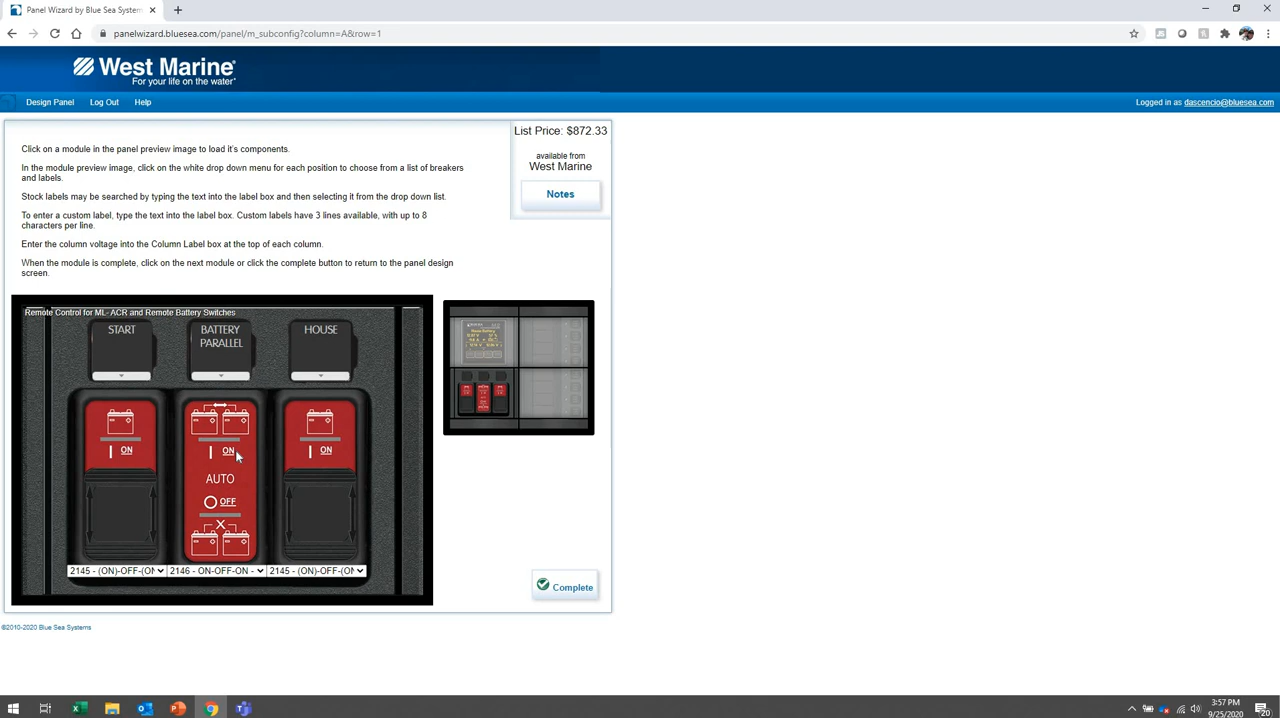 Panel Wizard by Blue Sea System
panelwizard.bluesea.com/panel/m_subconfig?column=A&row=1
West Marine
For your life on the water
Design Panel
Log Out
Help
Logged in as dascencio@bluesea.com
Click on a module in the panel preview image to load it's components.
In the module preview image, click on the white drop down menu for each position to choose from a list of breakers
and labels.
Stock labels may be searched by typing the text into the label box and then selecting it from the drop down list.
To enter a custom label, type the text into the label box. Custom labels have 3 lines available, with up to 8
characters per line.
Enter the column voltage into the Column Label box at the top of each column.
When the module is complete, click on the next module or click the complete button to return to the panel design
screen.
List Price: $872.33
available from
West Marine
Notes
Remote Control for ML- ACR and Remote Battery Switches
START
BATTERY
PARALLEL
HOUSE
ON
ON
ON
AUTO
OFF
2145 - (ON)-OFF-(ON
2146 - ON-OFF-ON -
2145 - (ON)-OFF-(ON
Complete
©2010-2020 Blue Sea Systems
3:57 PM
9/25/2020
20